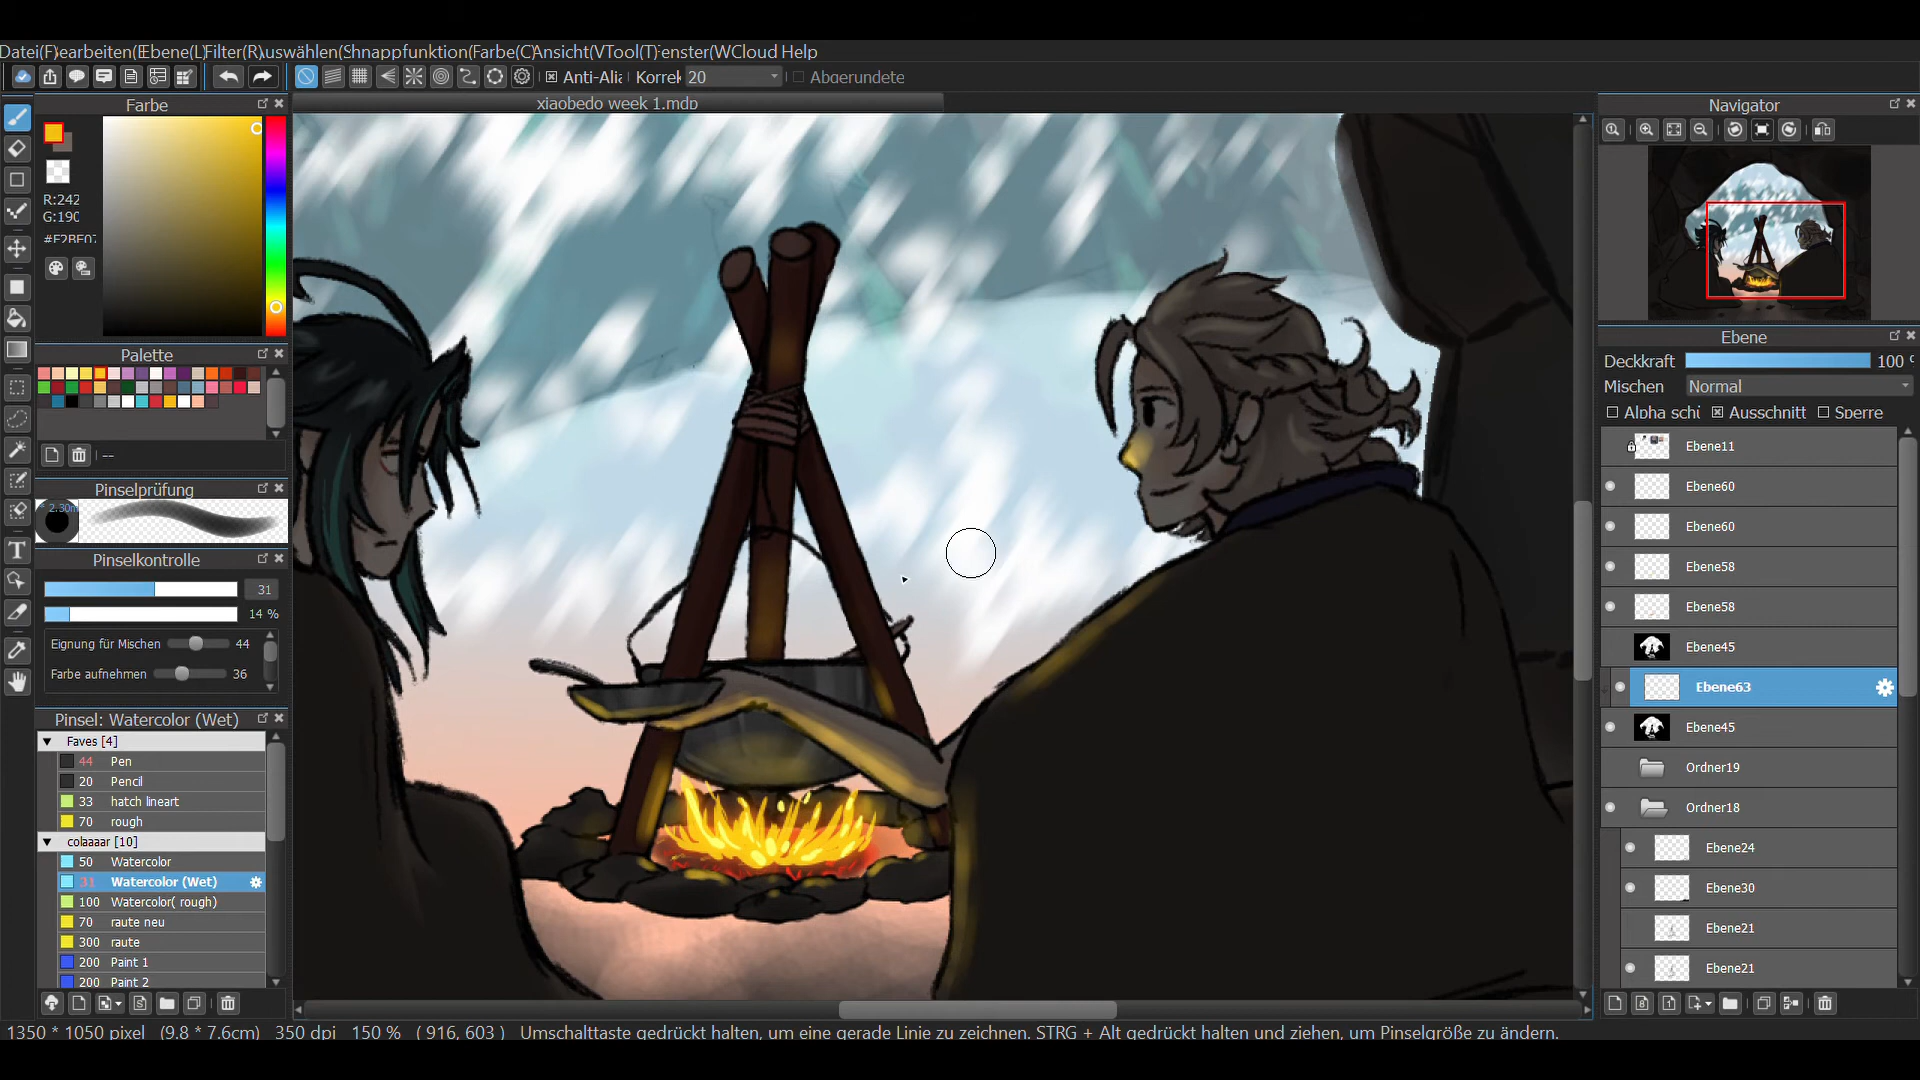 Datei(F)earbeiten(EEbene(L)Filter(R)uswählen(Shnappfunktion(Farbe(C)Ansicht(VTool(T)enster(WCloud Help
Anti-Alia Korrek 20 Abgerundete
xiaobedo week 1.mdp
Farbe
R:242
G:190
#F2BE07
Palette
--
Pinselprüfung
2.30m
Pinselkontrolle
31
14 %
Eignung für Mischen 44
Farbe aufnehmen 36
Pinsel: Watercolor (Wet)
Faves [4]
44 Pen
20 Pencil
33 hatch lineart
70 rough
colaaaar [10]
50 Watercolor
31 Watercolor (Wet)
100 Watercolor( rough)
70 raute neu
300 raute
200 Paint 1
200 Paint 2
Navigator
Ebene
Deckkraft 100
Mischen Normal
Alpha schi Ausschnitt Sperre
Ebene11
Ebene60
Ebene60
Ebene58
Ebene58
Ebene45
Ebene63
Ebene45
Ordner19
Ordner18
Ebene24
Ebene30
Ebene21
Ebene21
1350 * 1050 pixel (9.8 * 7.6cm) 350 dpi 150 % ( 916, 603 ) Umschalttaste gedrückt halten, um eine gerade Linie zu zeichnen. STRG + Alt gedrückt halten und ziehen, um Pinselgröße zu ändern.